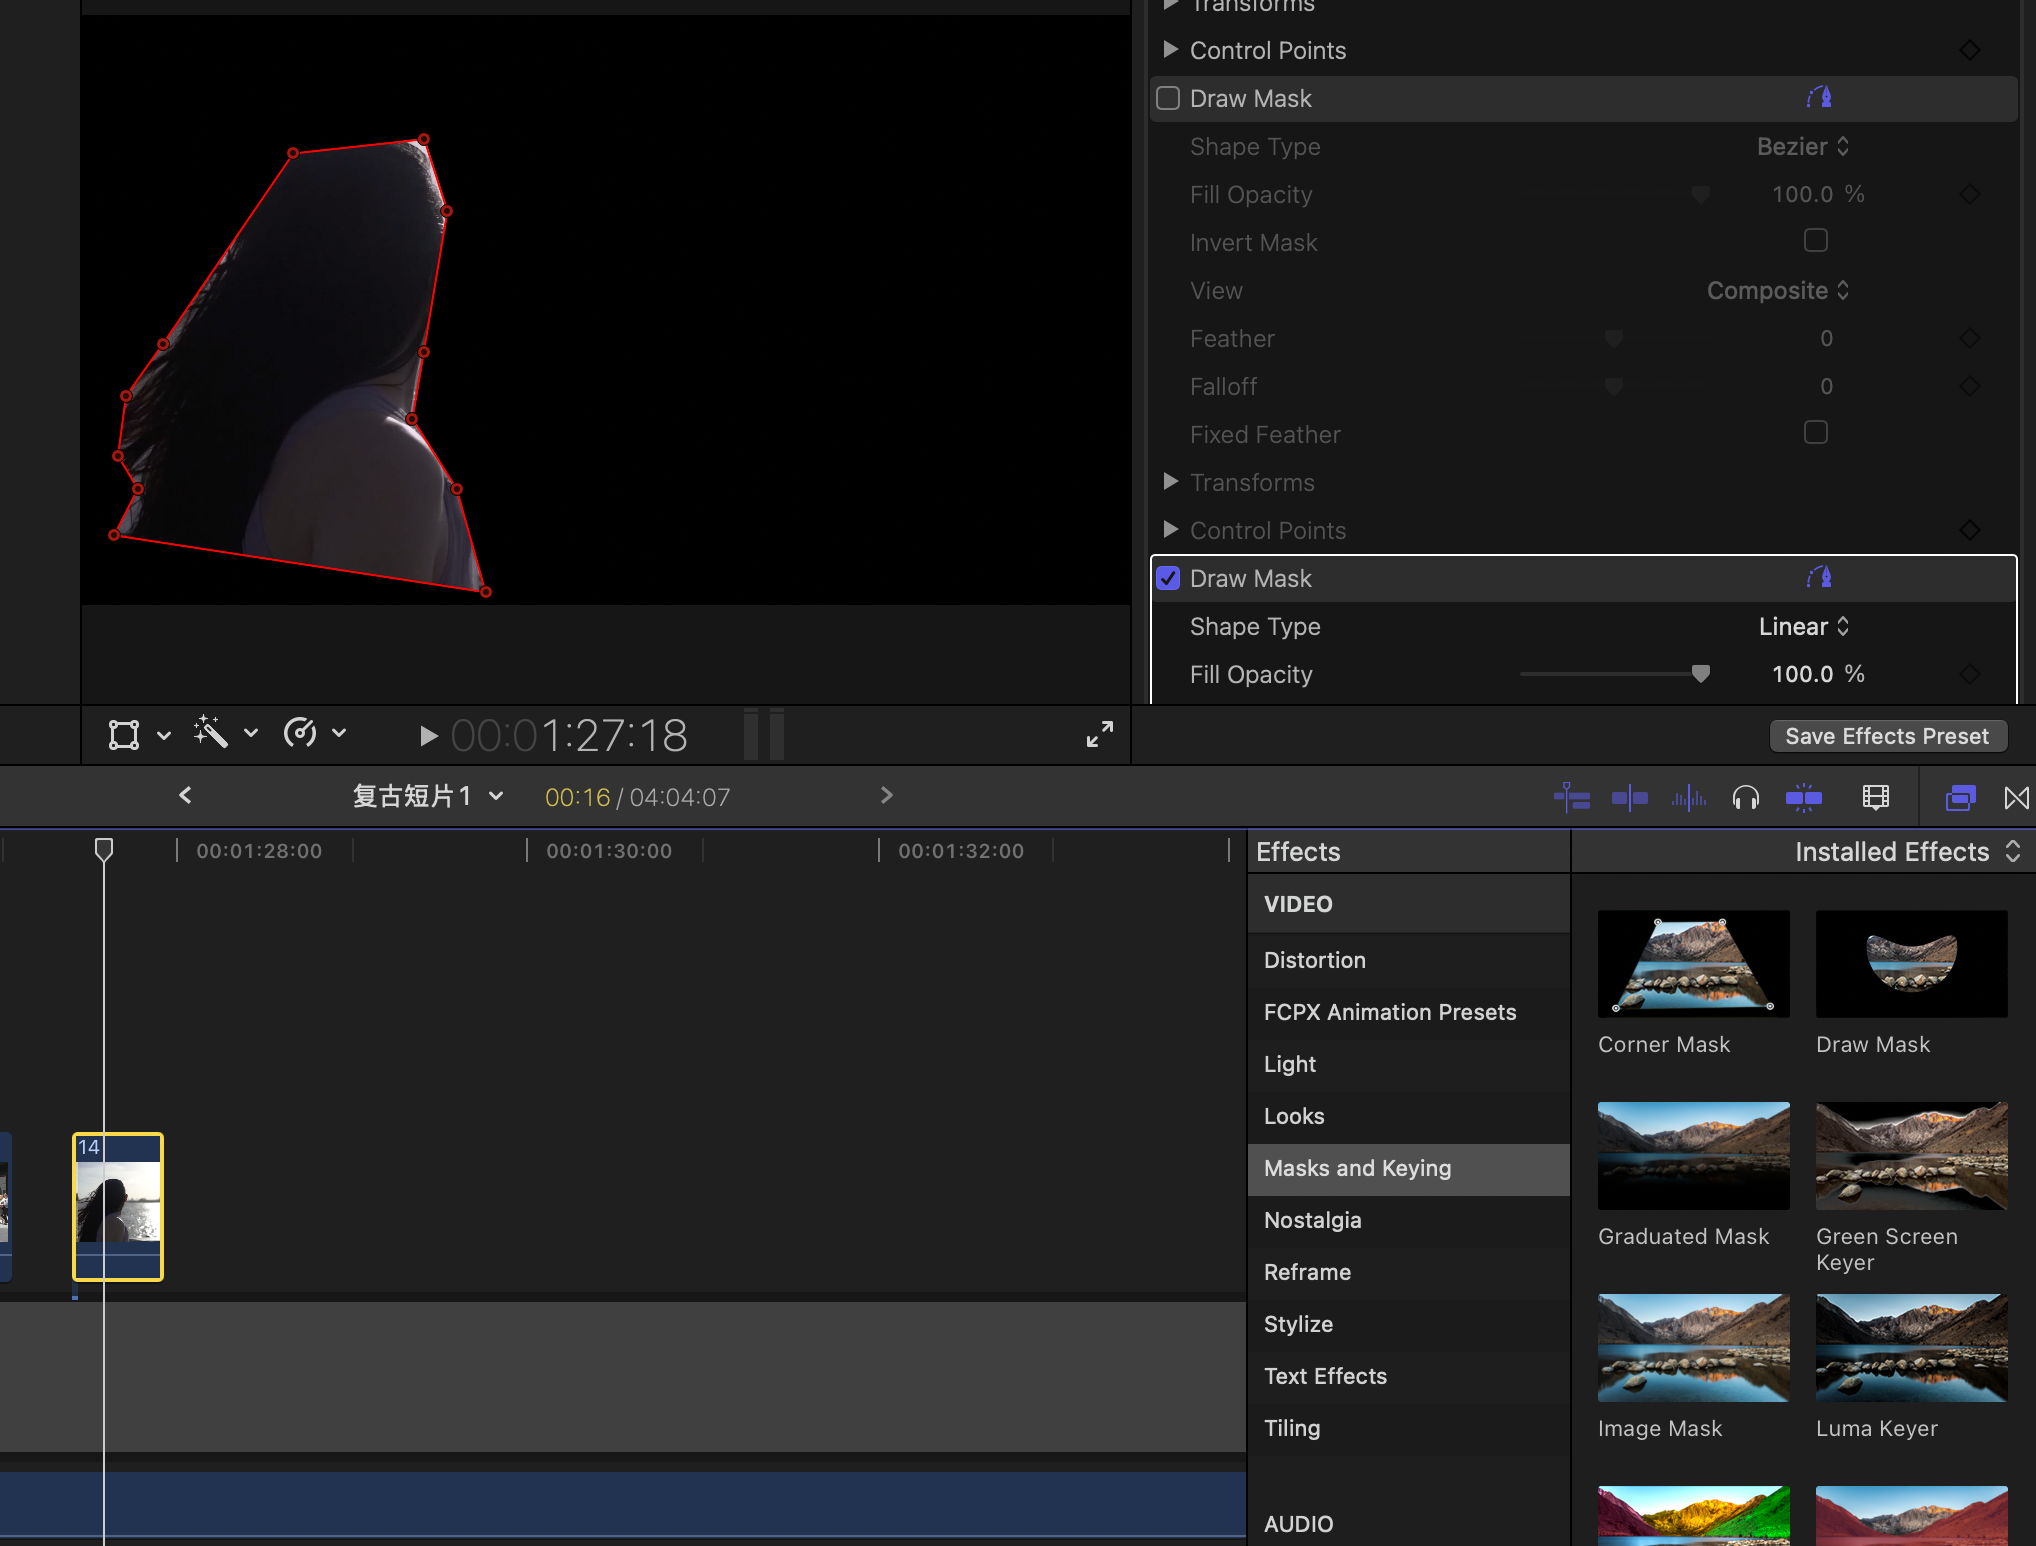 Transforms
Control Points
Draw Mask
Shape Type Bezier
Fill Opacity 100.0 %
Invert Mask
View Composite
Feather 0
Falloff 0
Fixed Feather
Transforms
Control Points
Draw Mask
Shape Type Linear
Fill Opacity 100.0 %
00:01:27:18
Save Effects Preset
复古短片1 00:16 / 04:04:07
00:01:28:00 00:01:30:00 00:01:32:00
14
Effects
Installed Effects
VIDEO
Distortion
FCPX Animation Presets
Light
Looks
Masks and Keying
Nostalgia
Reframe
Stylize
Text Effects
Tiling
AUDIO
Corner Mask
Draw Mask
Graduated Mask
Green Screen
Keyer
Image Mask
Luma Keyer